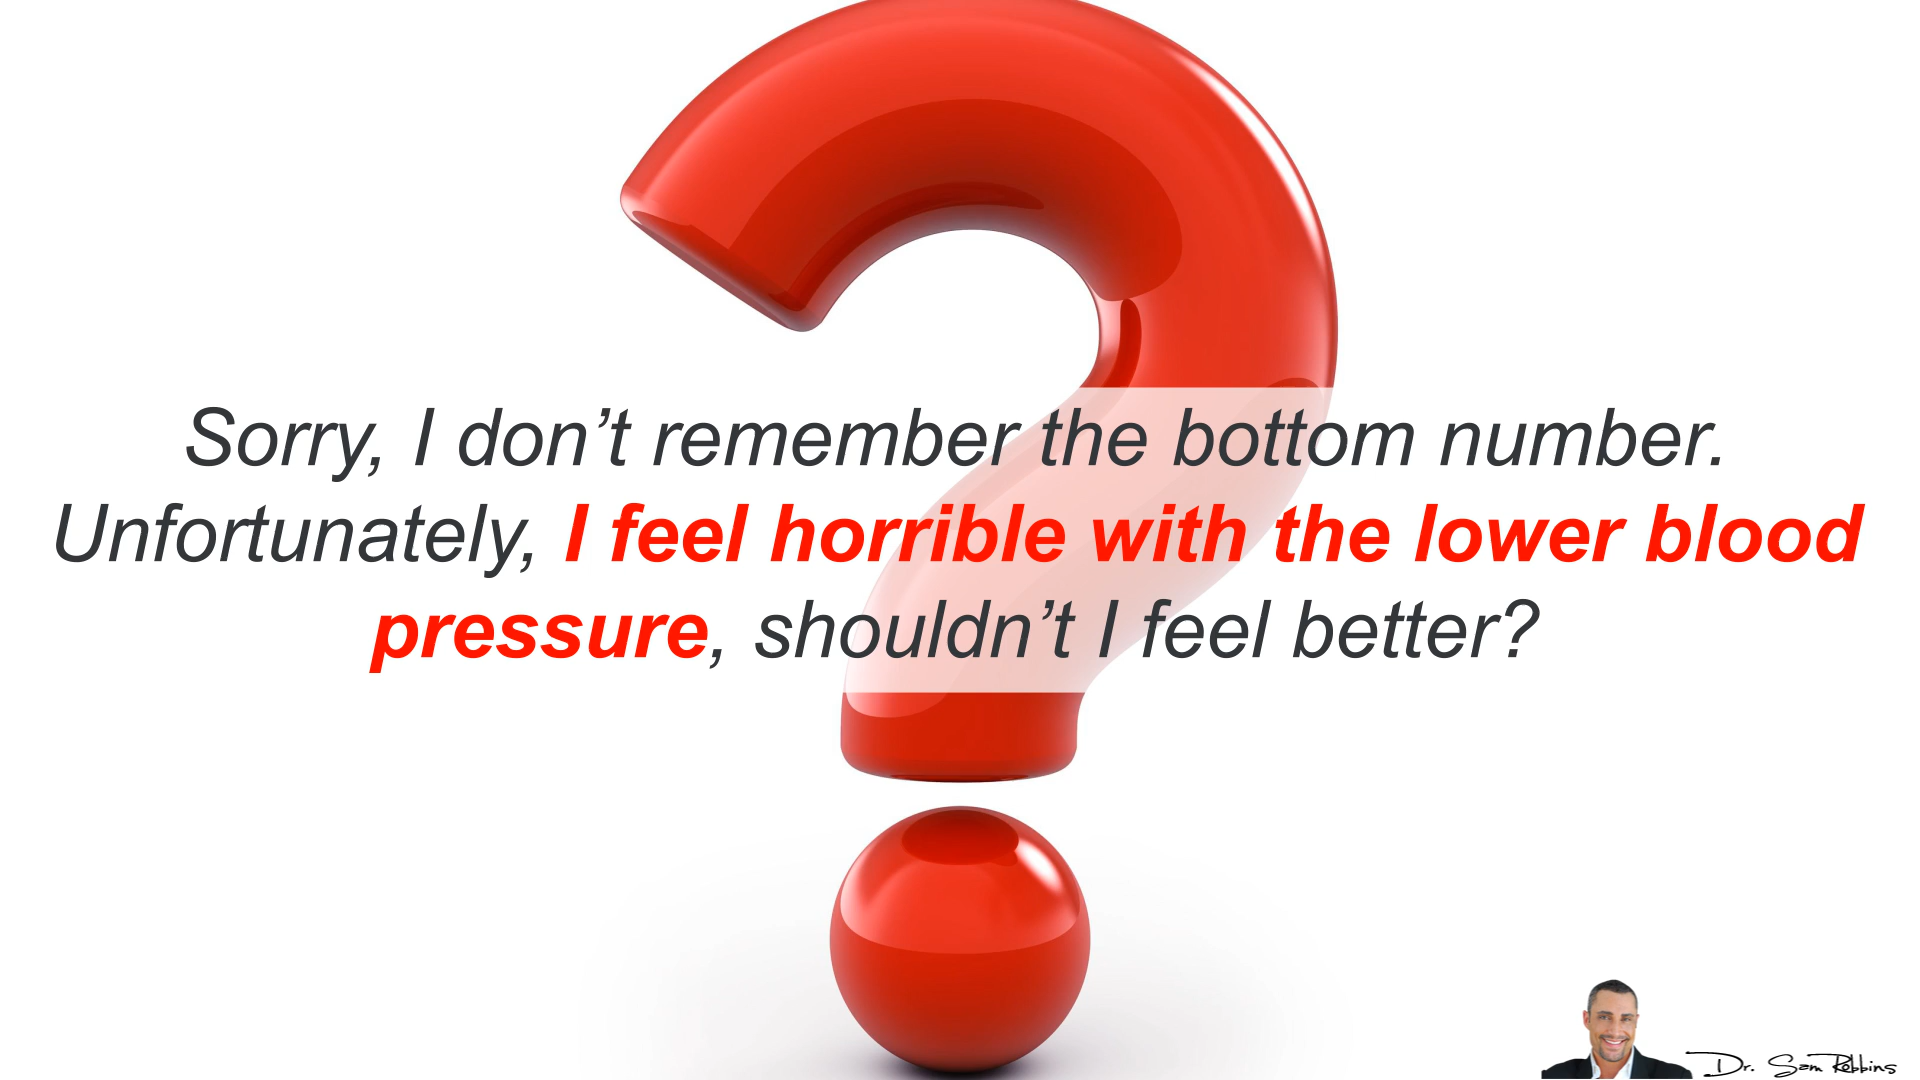 Sorry, I don’t remember the bottom number.
Unfortunately, I feel horrible with the lower blood
pressure, shouldn’t I feel better?
Dr. Sam Robbins